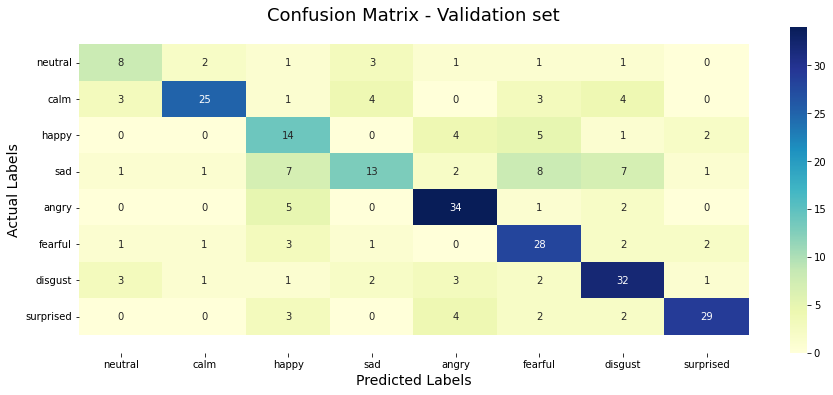 Confusion Matrix - Validation set
neutral 8 2 1 3 1 1 1 0
calm 3 25 1 4 0 3 4 0
happy 0 0 14 0 4 5 1 2
sad 1 1 7 13 2 8 7 1
angry 0 0 5 0 34 1 2 0
fearful 1 1 3 1 0 28 2 2
disgust 3 1 1 2 3 2 32 1
surprised 0 0 3 0 4 2 2 29
neutral calm happy sad angry fearful disgust surprised
Predicted Labels
Actual Labels
30
25
20
15
10
5
0